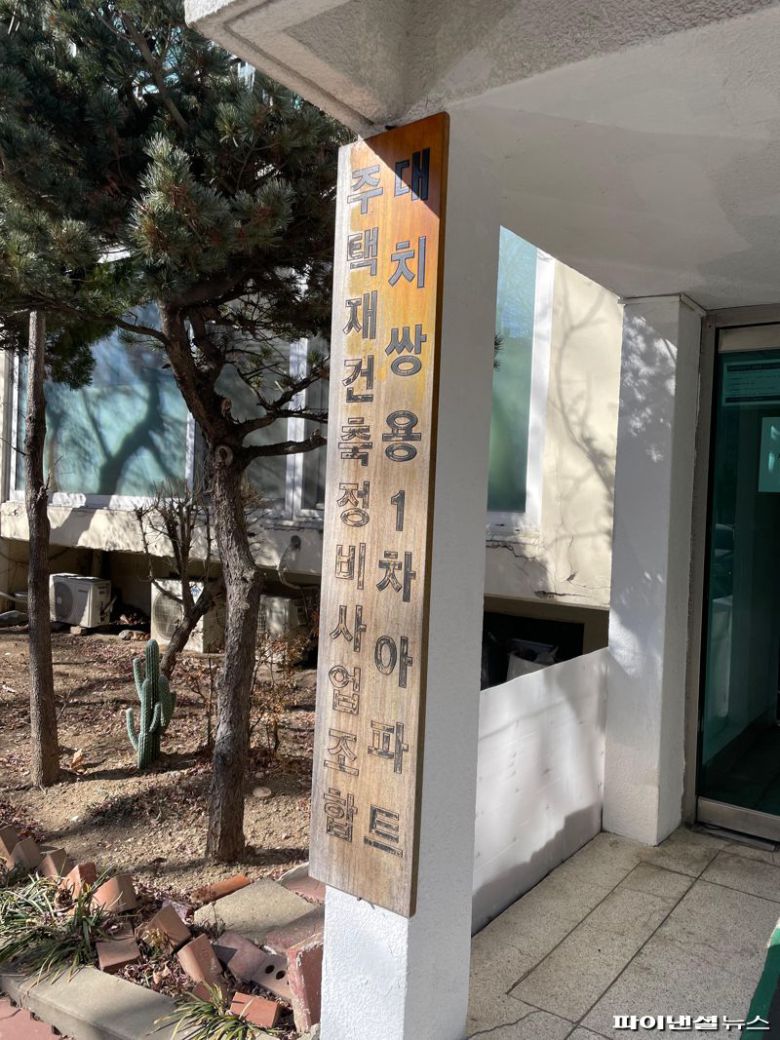 대치쌍용1차아파트
주택재건축정비사업조합
파이낸셜뉴스